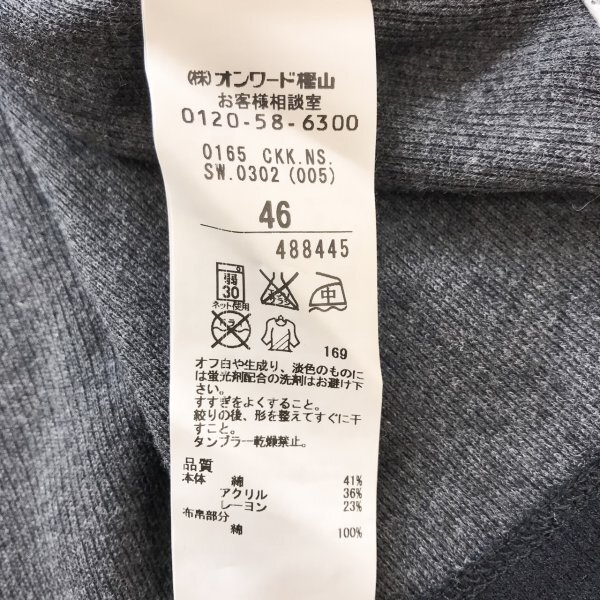 (株)オンワード樫山
お客様相談室
0120-58-6300
0165 CKK.NS.
SW.0302(005)
46
488445
弱
30
ネット使用
中
169
オフ白や生成り、淡色のものに
は蛍光剤配合の洗剤はお避け下
さい。
すすぎをよくすること。
絞りの後、形を整えてすぐに干
すこと。
タンブラー乾燥禁止。
品質
本体 綿 41%
アクリル 36%
レーヨン 23%
布帛部分
綿 100%